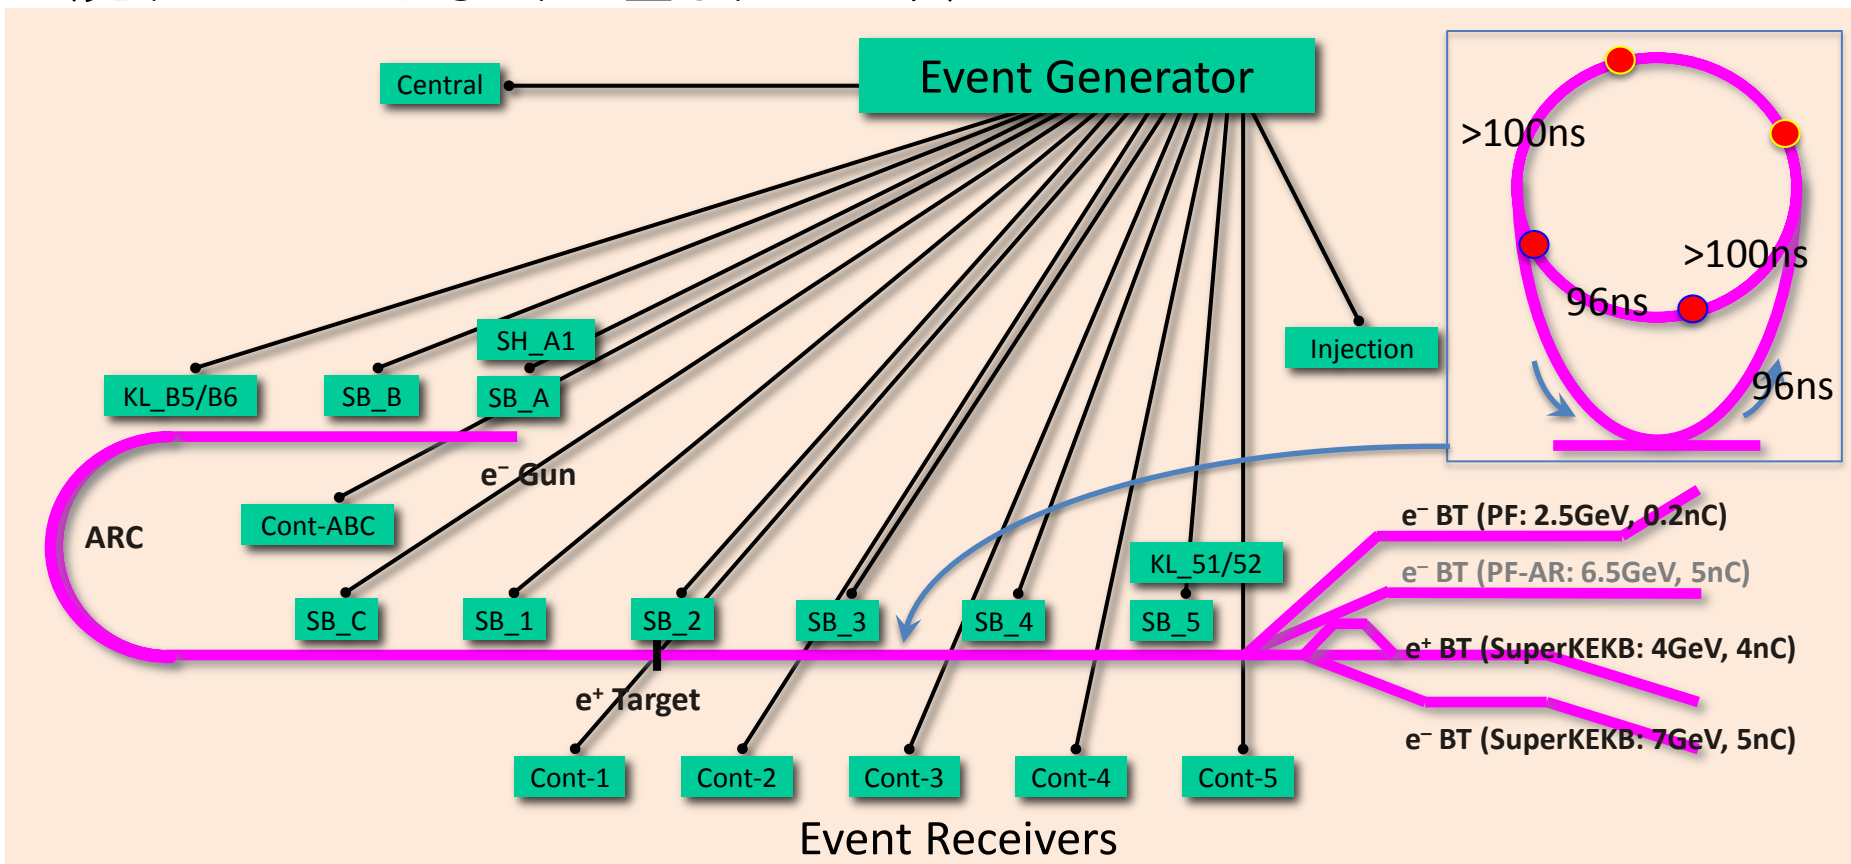 Event Generator
Central
>100ns
>100ns
96ns
96ns
SH_A1
Injection
KL_B5/B6
SB_B
SB_A
e⁻ Gun
Cont-ABC
ARC
e⁻ BT (PF: 2.5GeV, 0.2nC)
KL_51/52
e⁻ BT (PF-AR: 6.5GeV, 5nC)
SB_C
SB_1
SB_2
SB_3
SB_4
SB_5
e⁺ BT (SuperKEKB: 4GeV, 4nC)
e⁺ Target
e⁻ BT (SuperKEKB: 7GeV, 5nC)
Cont-1
Cont-2
Cont-3
Cont-4
Cont-5
Event Receivers